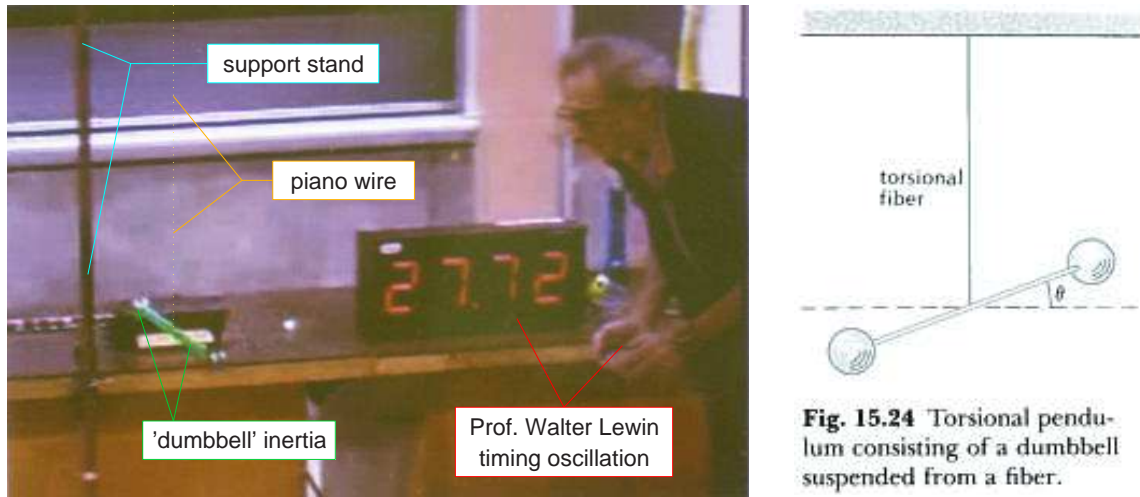 support stand
piano wire
27.72
'dumbbell' inertia
Prof. Walter Lewin
timing oscillation
torsional
fiber
θ
Fig. 15.24 Torsional pendu-
lum consisting of a dumbbell
suspended from a fiber.